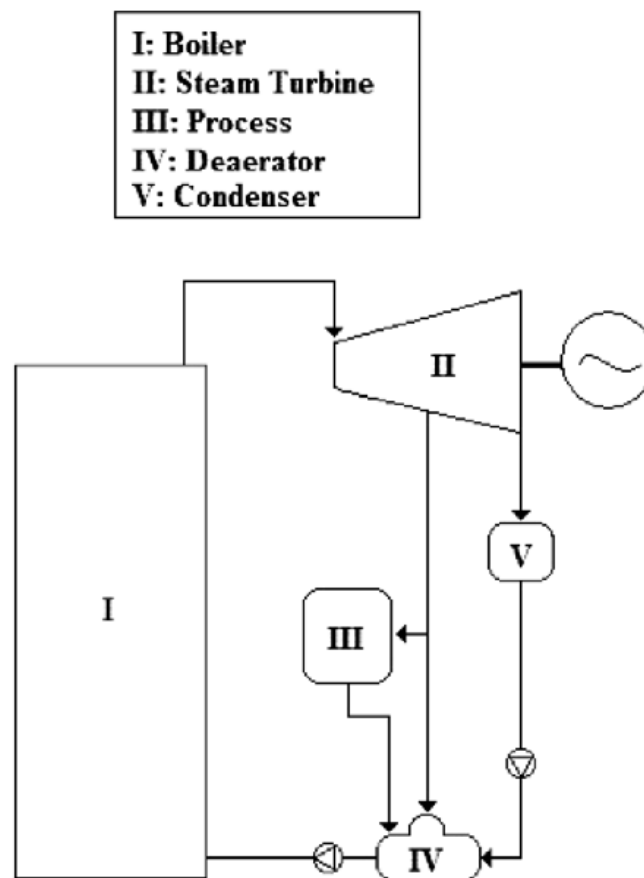 I: Boiler
II: Steam Turbine
III: Process
IV: Deaerator
V: Condenser
II
V
I
III
IV